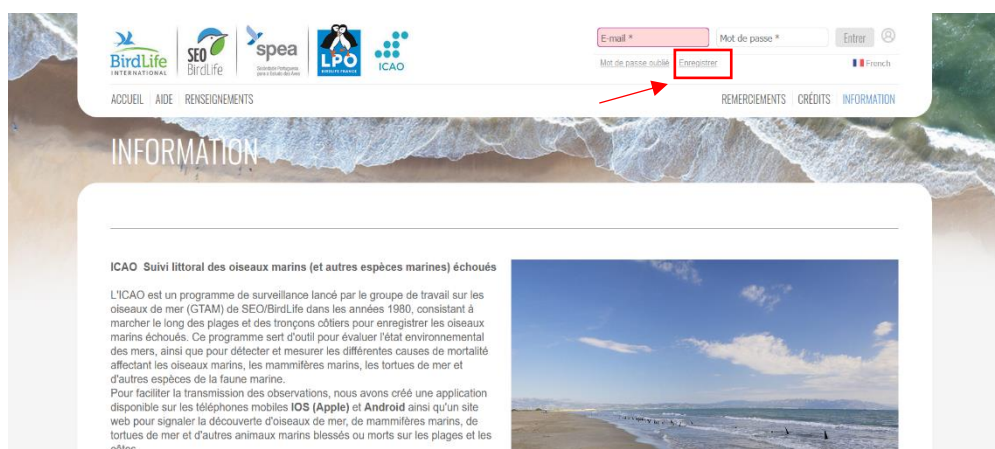 BirdLife
INTERNATIONAL
SEO
BirdLife
spea
LPO
BIRDLIFE FRANCE
ICAO
E-mail *
Mot de passe *
Entrer
Mot de passe oublié
Enregistrer
French
ACCUEIL
AIDE
RENSEIGNEMENTS
REMERCIEMENTS
CRÉDITS
INFORMATION
INFORMATION
ICAO Suivi littoral des oiseaux marins (et autres espèces marines) échoués
L'ICAO est un programme de surveillance lancé par le groupe de travail sur les
oiseaux de mer (GTAM) de SEO/BirdLife dans les années 1980, consistant à
marcher le long des plages et des tronçons côtiers pour enregistrer les oiseaux
marins échoués. Ce programme sert d'outil pour évaluer l'état environnemental
des mers, ainsi que pour détecter et mesurer les différentes causes de mortalité
affectant les oiseaux marins, les mammifères marins, les tortues de mer et
d'autres espèces de la faune marine.
Pour faciliter la transmission des observations, nous avons créé une application
disponible sur les téléphones mobiles IOS (Apple) et Android ainsi qu'un site
web pour signaler la découverte d'oiseaux de mer, de mammifères marins, de
tortues de mer et d'autres animaux marins blessés ou morts sur les plages et les